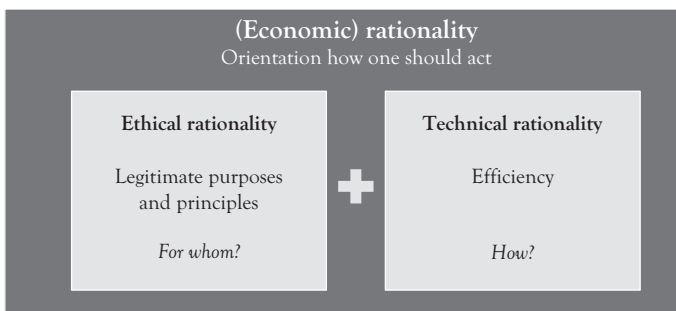 (Economic) rationality
Orientation how one should act
Ethical rationality
Legitimate purposes
and principles
For whom?
Technical rationality
Efficiency
How?